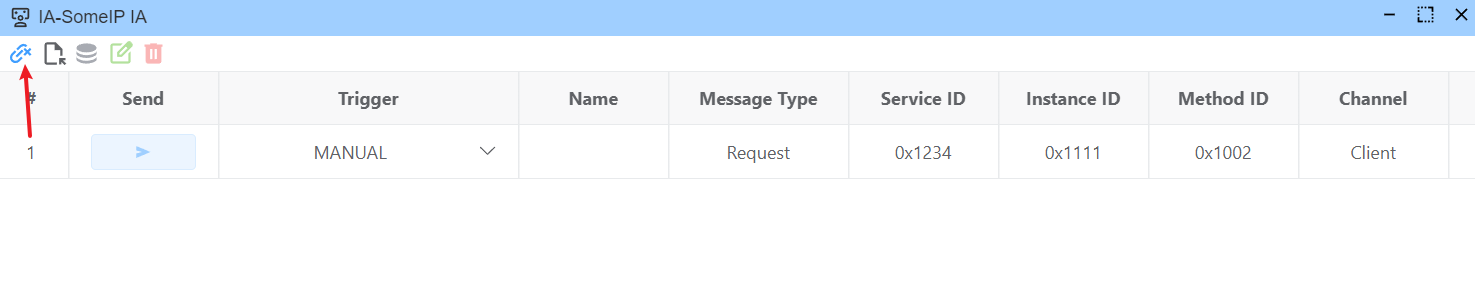 IA-SomeIP IA
# Send Trigger Name Message Type Service ID Instance ID Method ID Channel
1 MANUAL Request 0x1234 0x1111 0x1002 Client